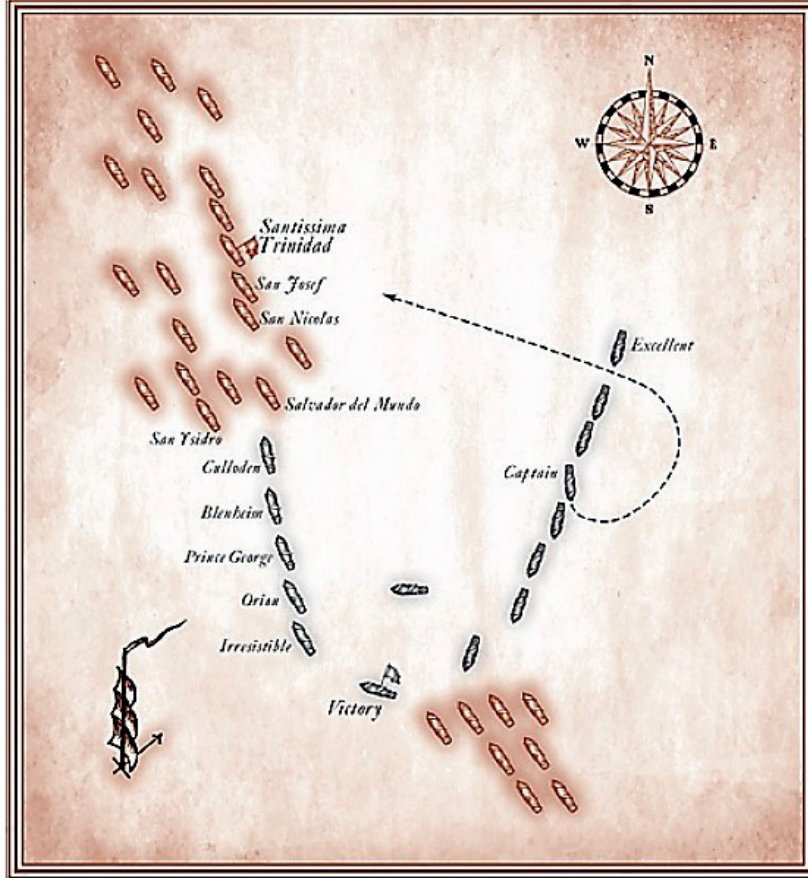 N
W E
S
Santissima
Trinidad
San Josef
San Nicolas
Excellent
Salvador del Mundo
San Ysidro
Culloden
Captain
Blenheim
Prince George
Orion
Irresistible
Victory